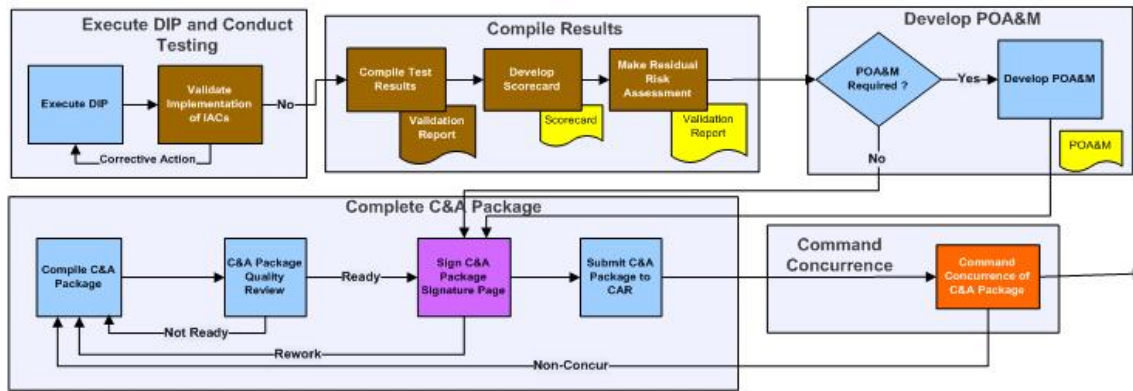 Execute DIP and Conduct
Testing
Execute DIP
Validate
Implementation
of IACs
Corrective Action
No
Compile Results
Compile Test
Results
Validation
Report
Develop
Scorecard
Scorecard
Make Residual
Risk
Assessment
Validation
Report
Develop POA&M
POA&M
Required ?
Yes
Develop POA&M
No
POA&M
Complete C&A Package
Compile C&A
Package
C&A Package
Quality
Review
Ready
Sign C&A
Package
Signature Page
Submit C&A
Package to
CAR
Not Ready
Rework
Non-Concur
Command
Concurrence
Command
Concurrence of
C&A Package